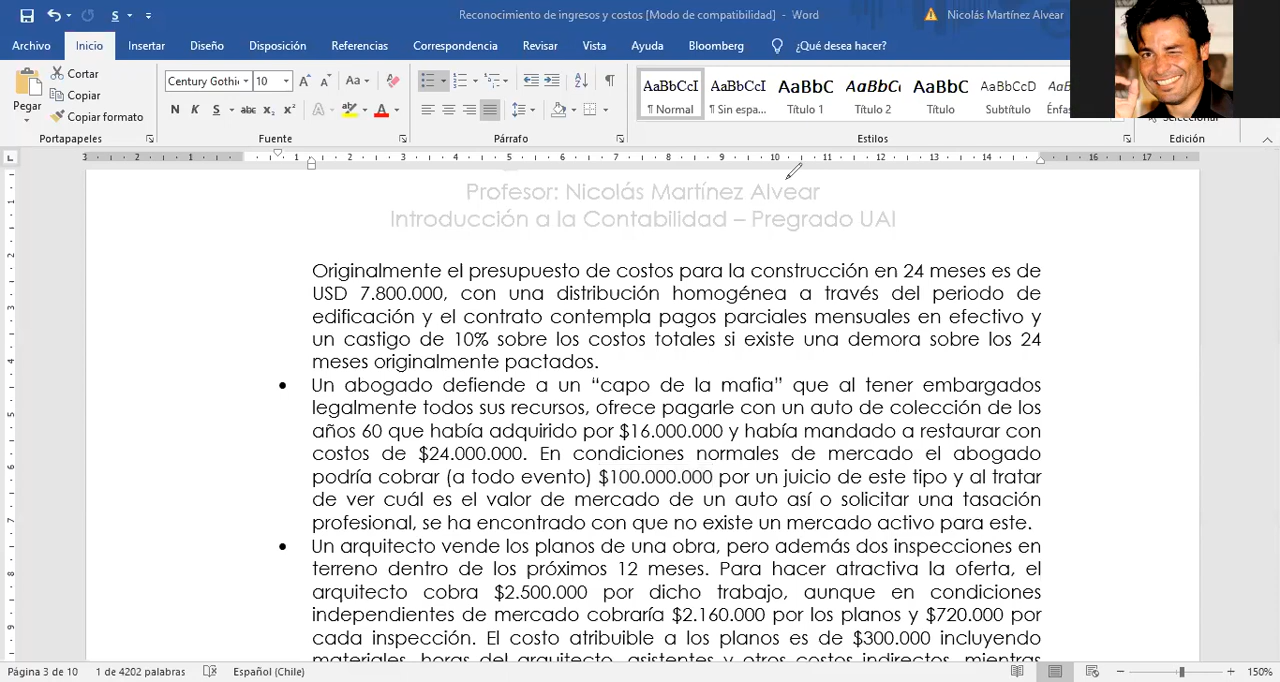 Reconocimiento de ingresos y costos [Modo de compatibilidad] - Word
Nicolás Martínez Alvear
Archivo Inicio Insertar Diseño Disposición Referencias Correspondencia Revisar Vista Ayuda Bloomberg ¿Qué desea hacer?
Pegar
Cortar
Copiar
Copiar formato
Century Gothi 10
AaBbCcI AaBbCcI AaBbC AaBbCc AaBbC AaBbCcD
¶ Normal ¶ Sin espa... Título 1 Título 2 Título Subtítulo
Portapapeles Fuente Párrafo Estilos Edición
Profesor: Nicolás Martínez Alvear
Introducción a la Contabilidad – Pregrado UAI
Originalmente el presupuesto de costos para la construcción en 24 meses es de
USD 7.800.000, con una distribución homogénea a través del periodo de
edificación y el contrato contempla pagos parciales mensuales en efectivo y
un castigo de 10% sobre los costos totales si existe una demora sobre los 24
meses originalmente pactados.
• Un abogado defiende a un “capo de la mafia” que al tener embargados
legalmente todos sus recursos, ofrece pagarle con un auto de colección de los
años 60 que había adquirido por $16.000.000 y había mandado a restaurar con
costos de $24.000.000. En condiciones normales de mercado el abogado
podría cobrar (a todo evento) $100.000.000 por un juicio de este tipo y al tratar
de ver cuál es el valor de mercado de un auto así o solicitar una tasación
profesional, se ha encontrado con que no existe un mercado activo para este.
• Un arquitecto vende los planos de una obra, pero además dos inspecciones en
terreno dentro de los próximos 12 meses. Para hacer atractiva la oferta, el
arquitecto cobra $2.500.000 por dicho trabajo, aunque en condiciones
independientes de mercado cobraría $2.160.000 por los planos y $720.000 por
cada inspección. El costo atribuible a los planos es de $300.000 incluyendo
materiales, horas del arquitecto, asistentes y otros costos indirectos, mientras
Página 3 de 10 1 de 4202 palabras Español (Chile) 150%